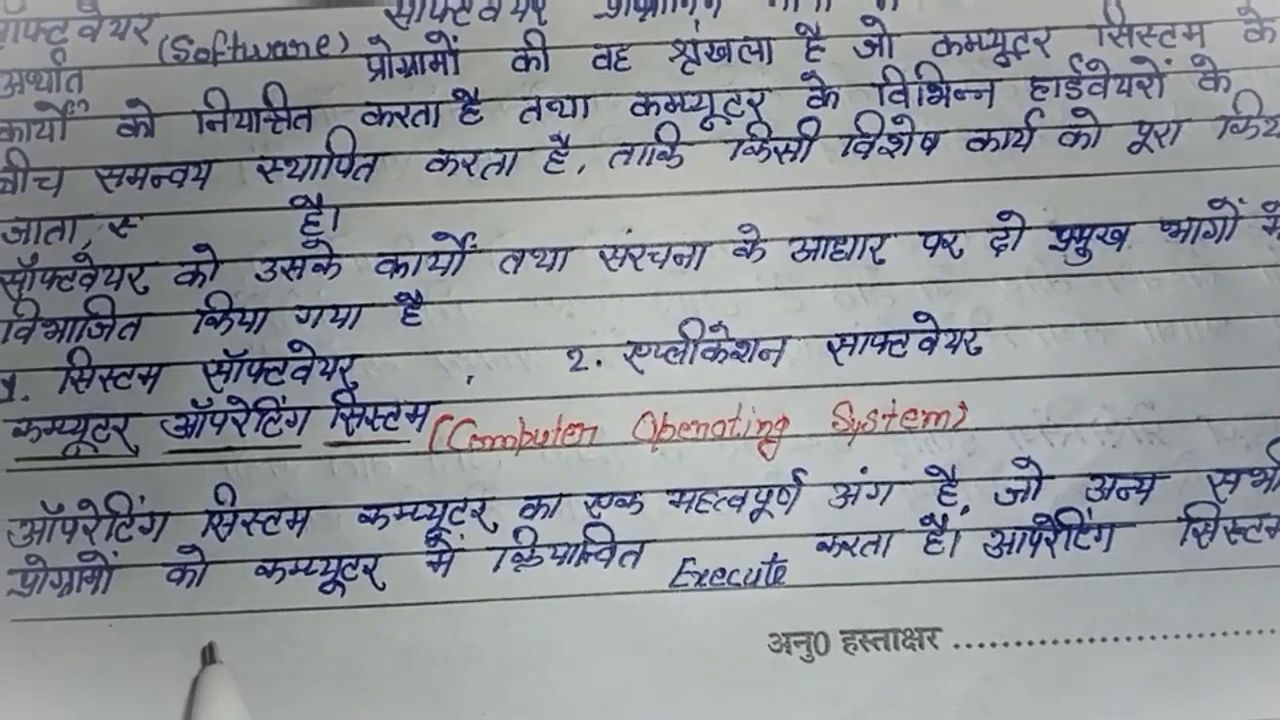 सॉफ्टवेयर (Software) सॉफ्टवेयर
अर्थात प्रोग्रामों की वह श्रृंखला है जो कम्प्यूटर सिस्टम के
कार्यों को नियंत्रित करता है तथा कम्प्यूटर के विभिन्न हार्डवेयरों के
बीच समन्वय स्थापित करता है, ताकि किसी विशेष कार्य को पूरा किया
जाता, है।
सॉफ्टवेयर को उसके कार्यों तथा संरचना के आधार पर दो प्रमुख भागों में
विभाजित किया गया है
1. सिस्टम सॉफ्टवेयर , 2. एप्लीकेशन साफ्टवेयर
कम्प्यूटर ऑपरेटिंग सिस्टम (Computer Operating System)
ऑपरेटिंग सिस्टम कम्प्यूटर का एक महत्वपूर्ण अंग है, जो अन्य सभी
प्रोग्रामों को कम्प्यूटर में क्रियान्वित Execute करता है। आपरेटिंग सिस्टम
अनु0 हस्ताक्षर ..............................